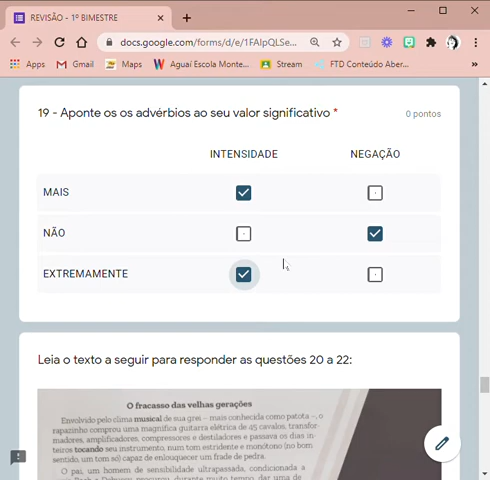 REVISÃO - 1º BIMESTRE
docs.google.com/forms/d/e/1FAIpQLSe...
Apps Gmail Maps Aguaí Escola Monte... Stream FTD Conteúdo Aber...
19 - Aponte os os advérbios ao seu valor significativo *
0 pontos
INTENSIDADE NEGAÇÃO
MAIS
NÃO
EXTREMAMENTE
Leia o texto a seguir para responder as questões 20 a 22:
O fracasso das velhas gerações
Envolvido pelo clima musical de sua grei – mais conhecida como patota –, o
rapazinho comprou uma magnífica guitarra elétrica de 45 cavalos, transfor-
madores, amplificadores, compressores e destiladores e passava os dias in-
teiros tocando seu instrumento, num tom estridente e monótono (no bom
sentido, um tom só) capaz de enlouquecer um frade de pedra.
O pai, um homem de sensibilidade ultrapassada, condicionada a